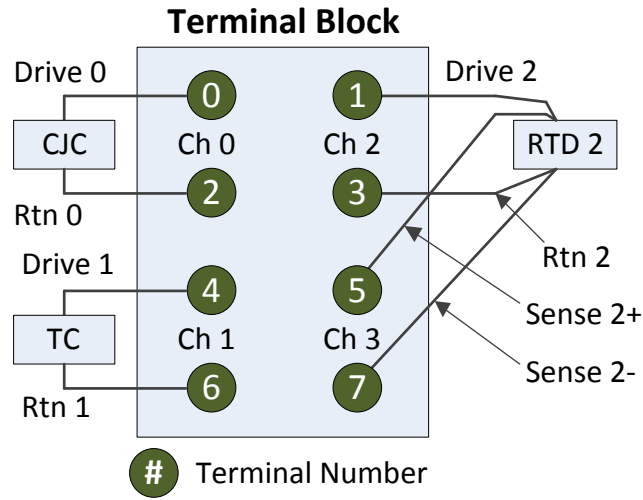 Terminal Block
Drive 0
0
1
Drive 2
CJC
Ch 0
Ch 2
RTD 2
Rtn 0
2
3
Rtn 2
Drive 1
4
5
Sense 2+
TC
Ch 1
Ch 3
Sense 2-
Rtn 1
6
7
# Terminal Number